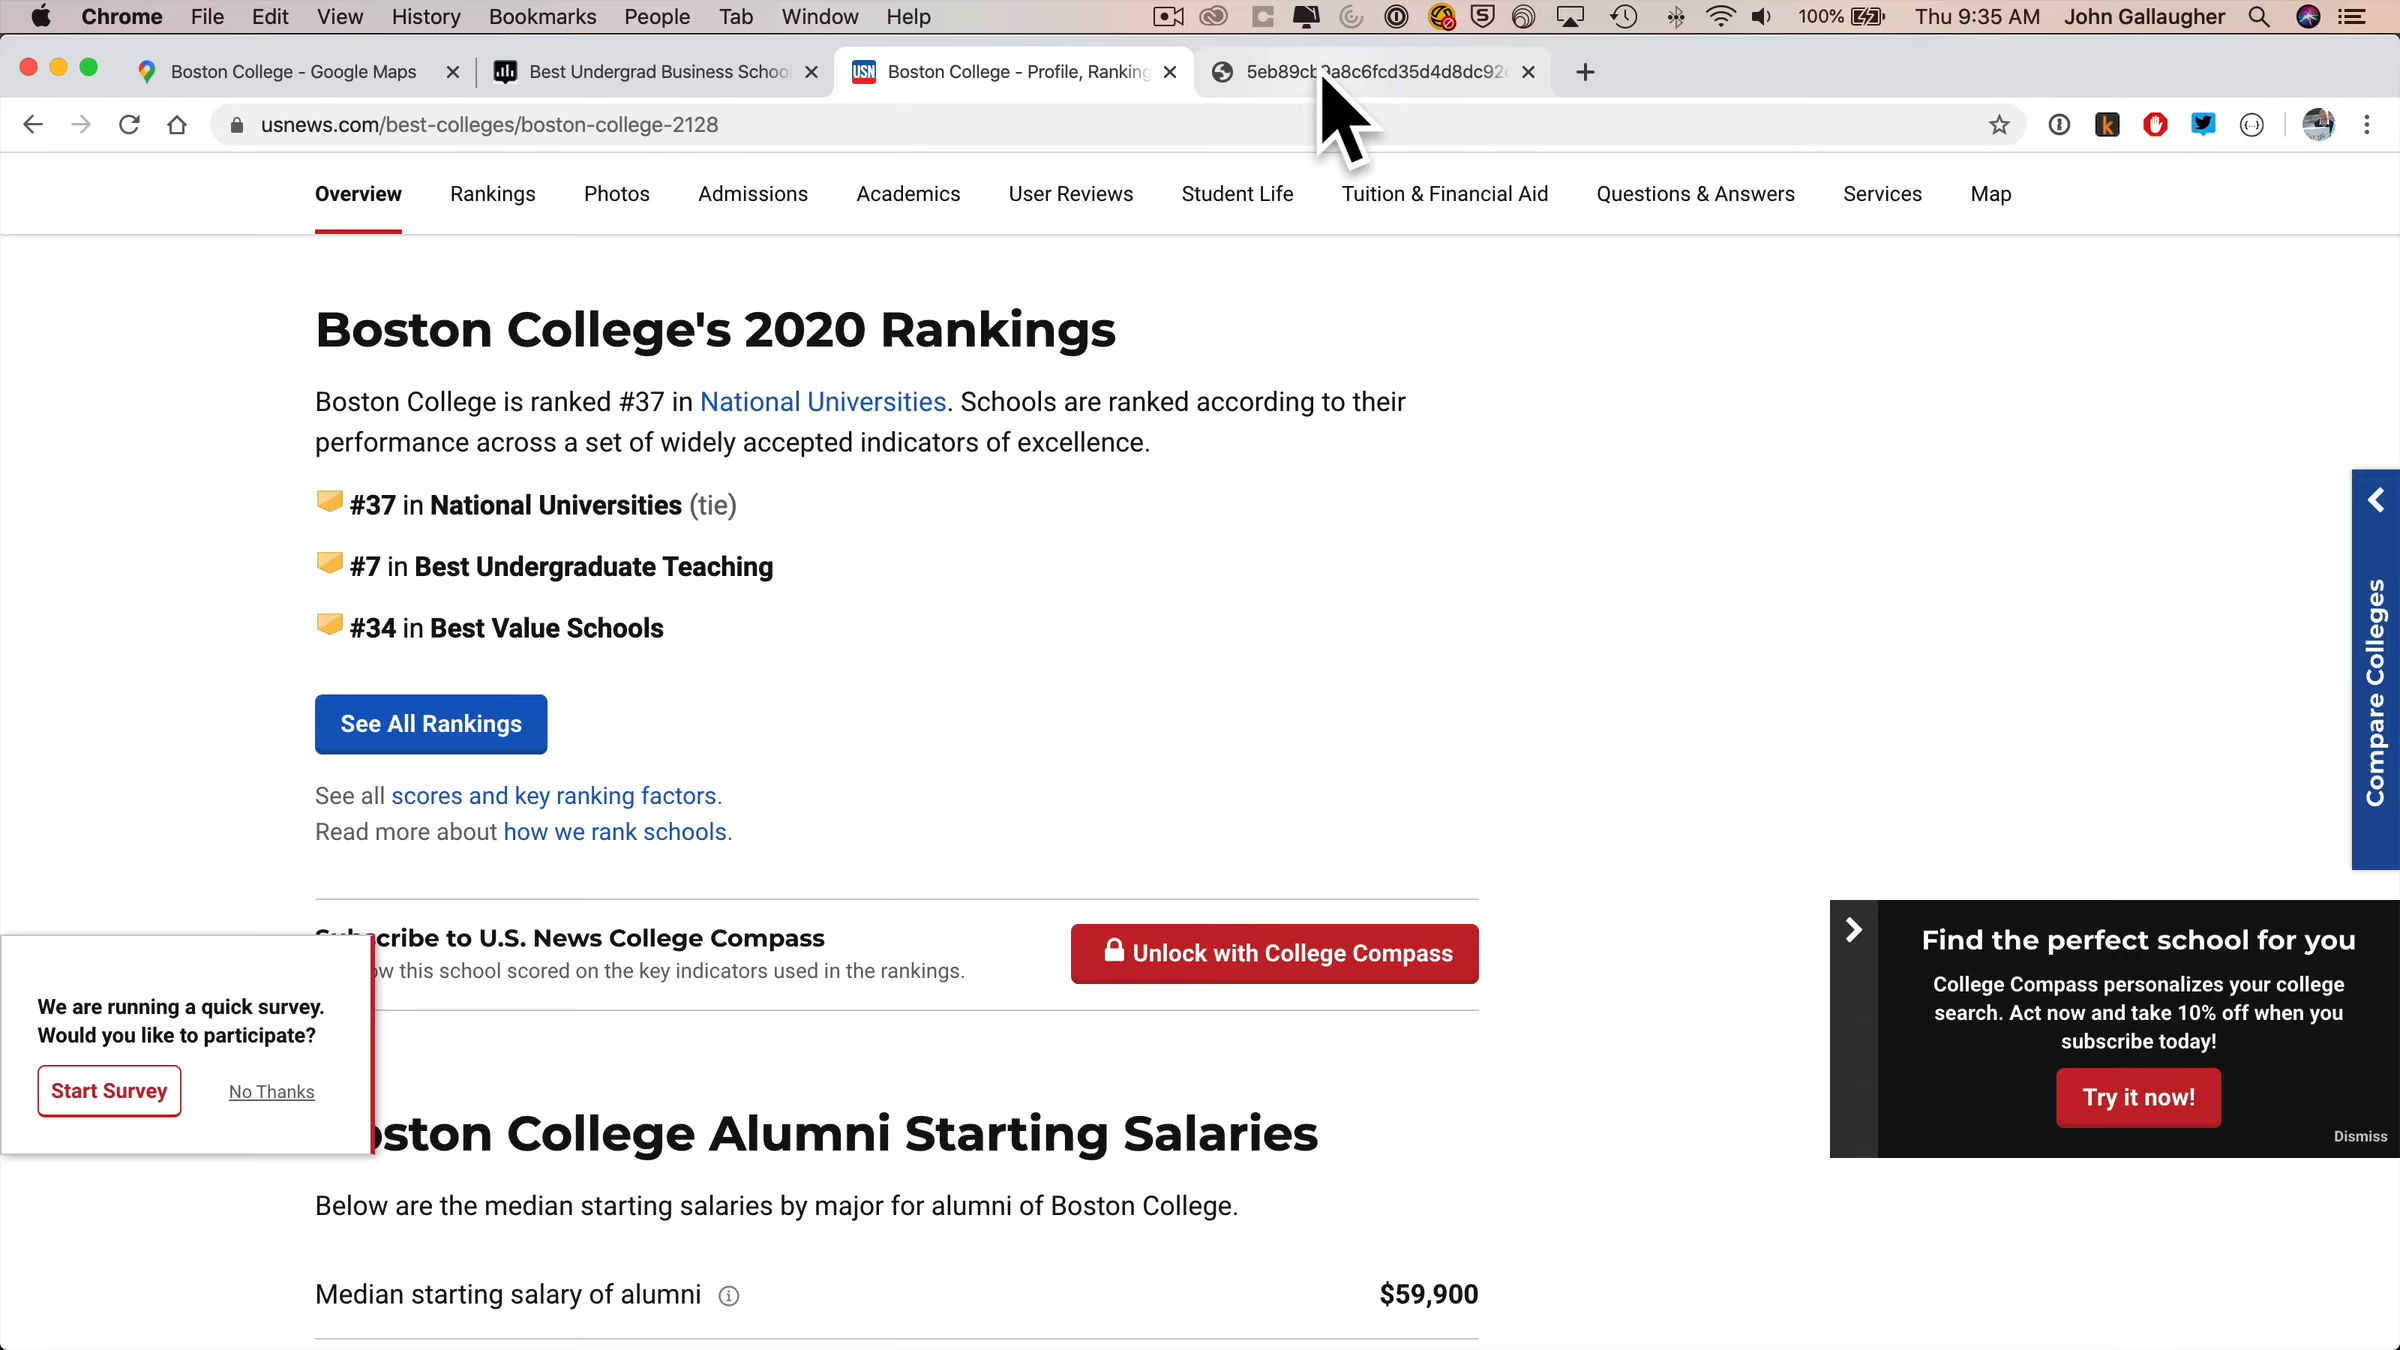 Chrome File Edit View History Bookmarks People Tab Window Help 100% Thu 9:35 AM John Gallaugher
Boston College - Google Maps Best Undergrad Business Schoo USN Boston College - Profile, Ranking 5eb89cb9a8c6fcd35d4d8dc92
usnews.com/best-colleges/boston-college-2128
Overview Rankings Photos Admissions Academics User Reviews Student Life Tuition & Financial Aid Questions & Answers Services Map
Boston College's 2020 Rankings
Boston College is ranked #37 in National Universities. Schools are ranked according to their
performance across a set of widely accepted indicators of excellence.
#37 in National Universities (tie)
#7 in Best Undergraduate Teaching
#34 in Best Value Schools
See All Rankings
See all scores and key ranking factors.
Read more about how we rank schools.
Compare Colleges
Subscribe to U.S. News College Compass
ow this school scored on the key indicators used in the rankings.
Unlock with College Compass
We are running a quick survey.
Would you like to participate?
Start Survey No Thanks
Find the perfect school for you
College Compass personalizes your college
search. Act now and take 10% off when you
subscribe today!
Try it now!
Dismiss
oston College Alumni Starting Salaries
Below are the median starting salaries by major for alumni of Boston College.
Median starting salary of alumni $59,900